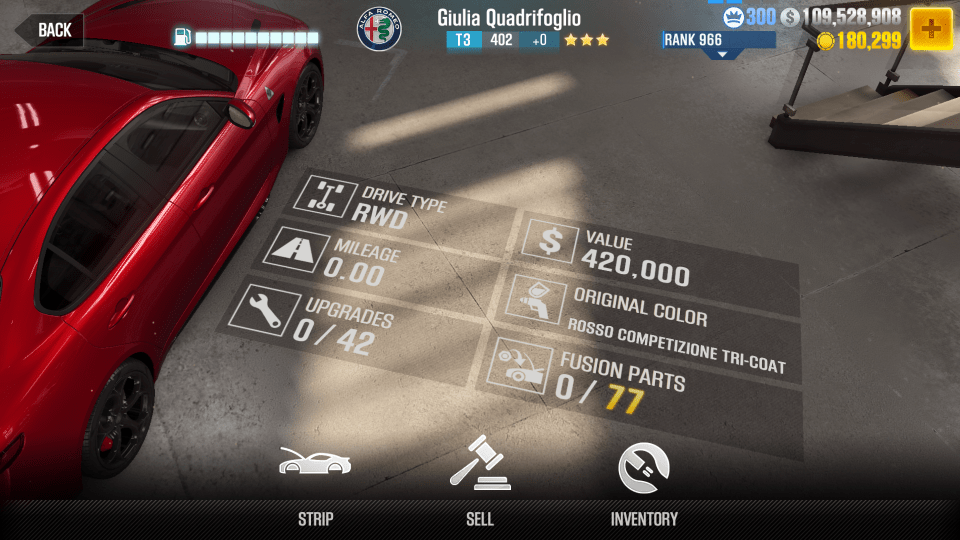 BACK
ALFA ROMEO
Giulia Quadrifoglio
T3 402 +0
RANK 966
300 $ 109,528,908
180,299
DRIVE TYPE
RWD
MILEAGE
0.00
UPGRADES
0 / 42
$ VALUE
420,000
ORIGINAL COLOR
ROSSO COMPETIZIONE TRI-COAT
FUSION PARTS
0 / 77
STRIP
SELL
INVENTORY